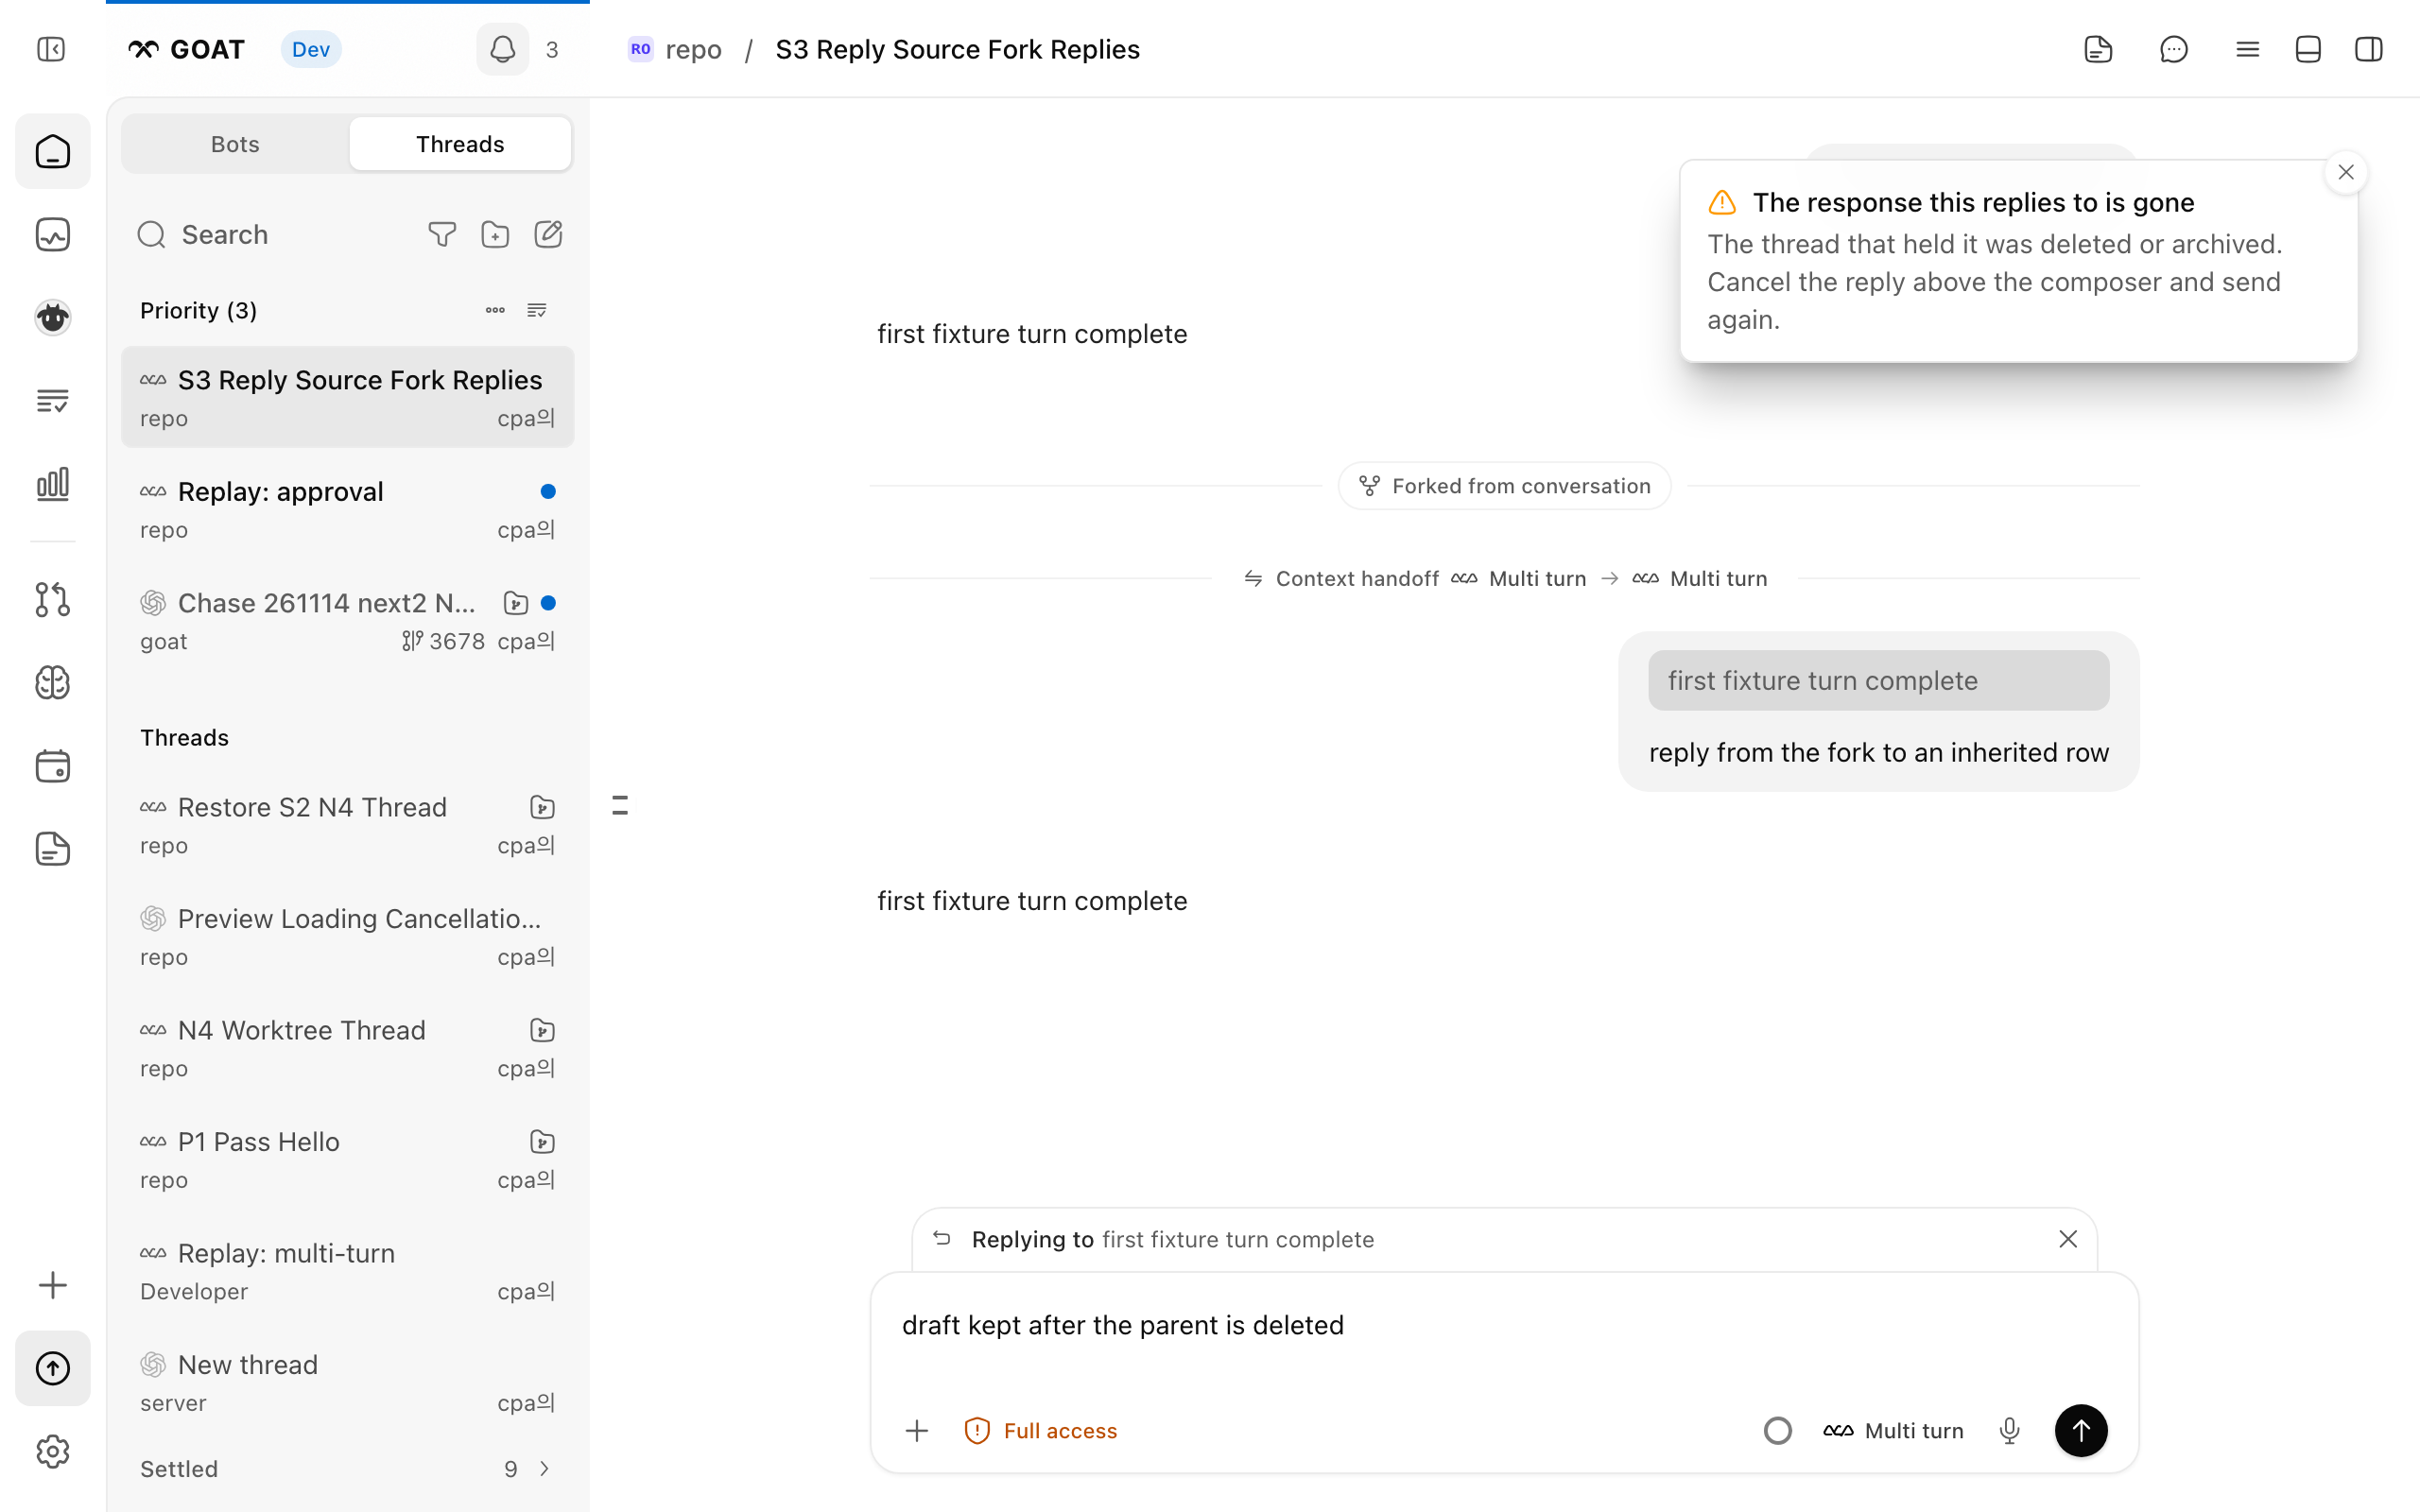 GOAT
Dev
3
RO repo / S3 Reply Source Fork Replies
Bots
Threads
Search
Priority (3)
S3 Reply Source Fork Replies
repo
cpa의
Replay: approval
repo
cpa의
Chase 261114 next2 N...
goat
3678 cpa의
Threads
Restore S2 N4 Thread
repo
cpa의
Preview Loading Cancellatio...
repo
cpa의
N4 Worktree Thread
repo
cpa의
P1 Pass Hello
repo
cpa의
Replay: multi-turn
Developer
cpa의
New thread
server
cpa의
Settled
9
The response this replies to is gone
The thread that held it was deleted or archived.
Cancel the reply above the composer and send
again.
first fixture turn complete
Forked from conversation
Context handoff Multi turn → Multi turn
first fixture turn complete
reply from the fork to an inherited row
first fixture turn complete
Replying to first fixture turn complete
draft kept after the parent is deleted
Full access
Multi turn